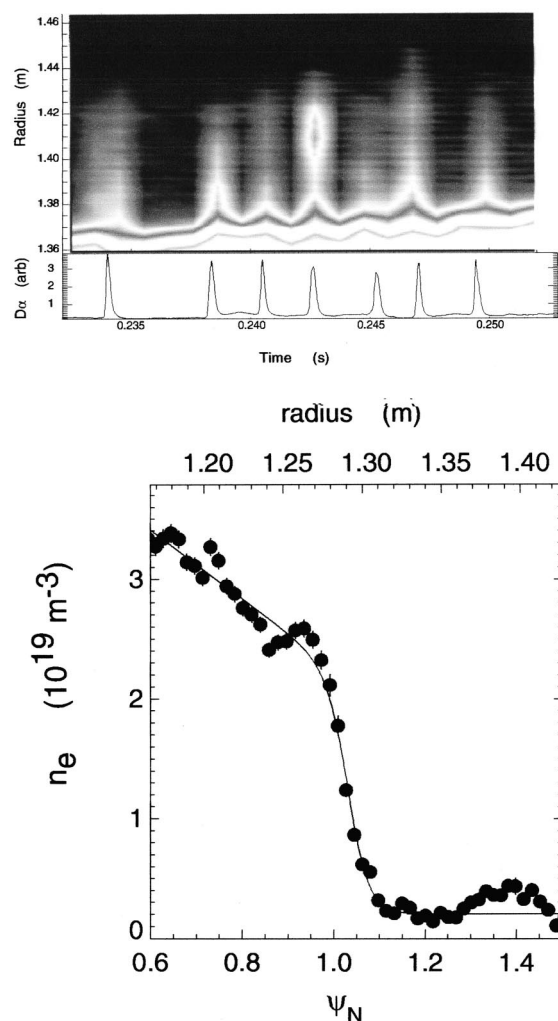 1.46
1.44
1.42
1.40
1.38
1.36
Radius (m)
3
2
1
Dα (arb)
0.235 0.240 0.245 0.250
Time (s)
radius (m)
1.20 1.25 1.30 1.35 1.40
3
2
1
0
n_e (10^19 m^-3)
0.6 0.8 1.0 1.2 1.4
ψ_N